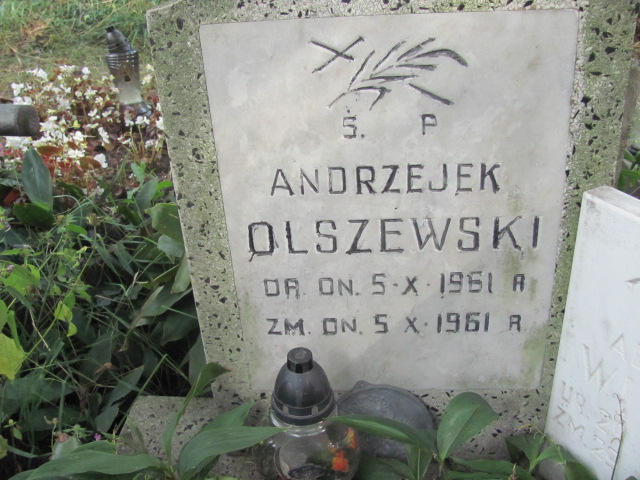 Ś. P
ANDRZEJEK
OLSZEWSKI
UR. DN. 5·X·1961 R
ZM. DN. 5 X·1961 R